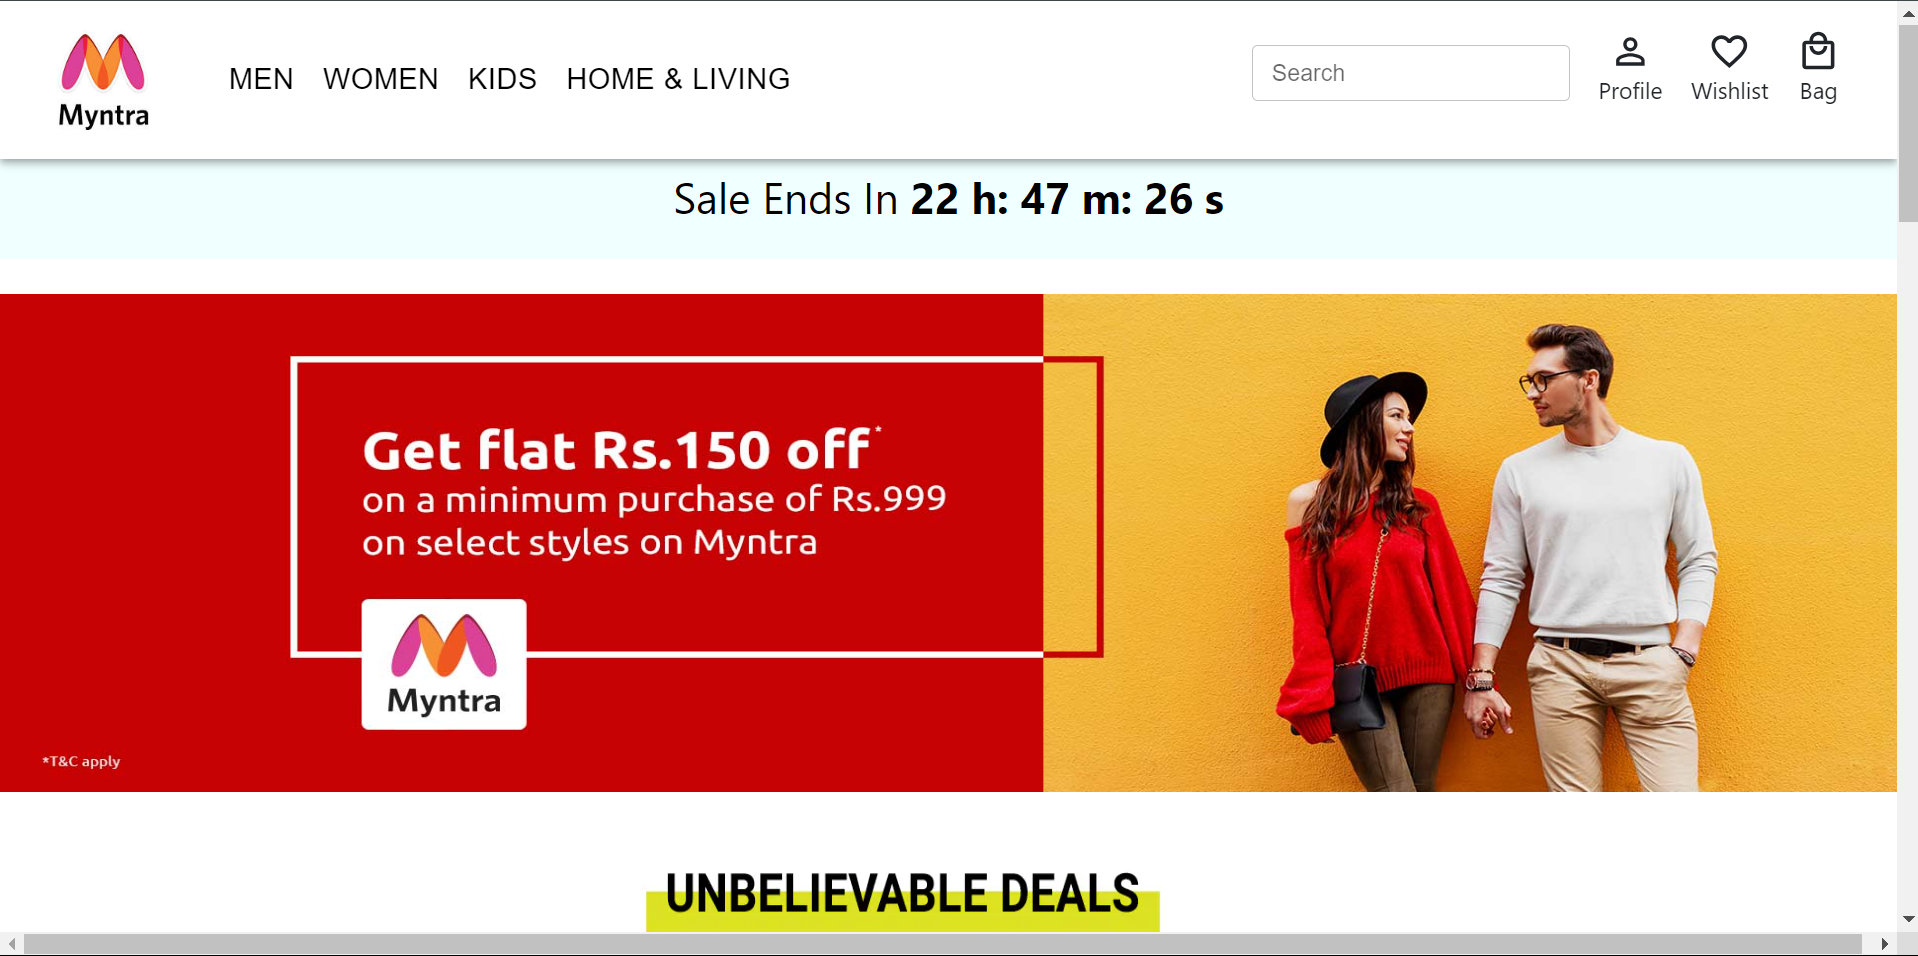 Myntra
MEN WOMEN KIDS HOME & LIVING
Search
Profile Wishlist Bag
Sale Ends In 22 h: 47 m: 26 s
Get flat Rs.150 off*
on a minimum purchase of Rs.999
on select styles on Myntra
Myntra
*T&C apply
UNBELIEVABLE DEALS